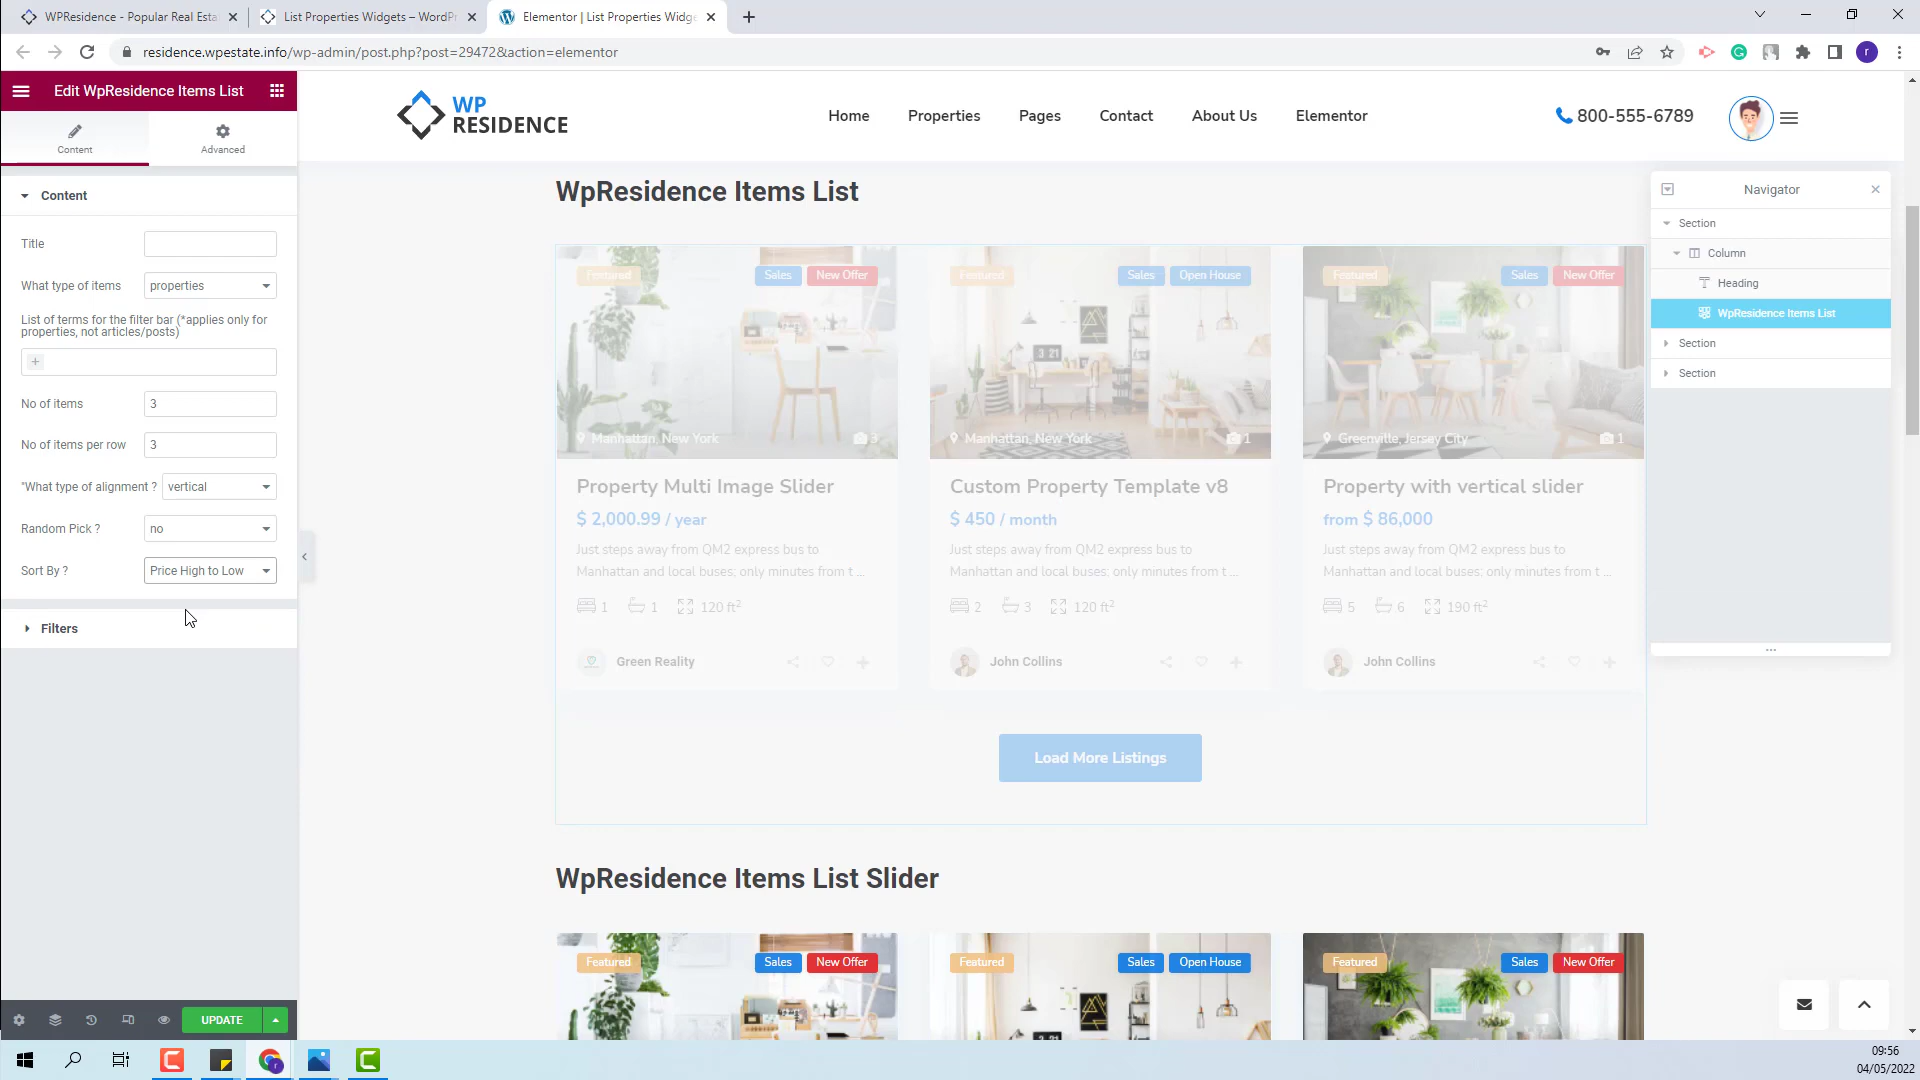 WPResidence - Popular Real Esta
List Properties Widgets – WordPr
Elementor | List Properties Widge
residence.wpestate.info/wp-admin/post.php?post=29472&action=elementor
r
Edit WpResidence Items List
Content
Advanced
Content
Title
What type of items
properties
List of terms for the filter bar (*applies only for
properties, not articles/posts)
+
No of items
3
No of items per row
3
"What type of alignment ?
vertical
Random Pick ?
no
Sort By ?
Price High to Low
Filters
UPDATE
WP
RESIDENCE
Home
Properties
Pages
Contact
About Us
Elementor
800-555-6789
WpResidence Items List
Featured
Sales
New Offer
Manhattan, New York
3
Property Multi Image Slider
$ 2,000.99 / year
Just steps away from QM2 express bus to
Manhattan and local buses; only minutes from t ...
1
1
120 ft²
Green Reality
Featured
Sales
Open House
Manhattan, New York
1
Custom Property Template v8
$ 450 / month
Just steps away from QM2 express bus to
Manhattan and local buses; only minutes from t ...
2
3
120 ft²
John Collins
Featured
Sales
New Offer
Greenville, Jersey City
1
Property with vertical slider
from $ 86,000
Just steps away from QM2 express bus to
Manhattan and local buses; only minutes from t ...
5
6
190 ft²
John Collins
Load More Listings
WpResidence Items List Slider
Featured
Sales
New Offer
Featured
Sales
Open House
Featured
Sales
New Offer
Navigator
Section
Column
Heading
WpResidence Items List
Section
Section
09:56
04/05/2022